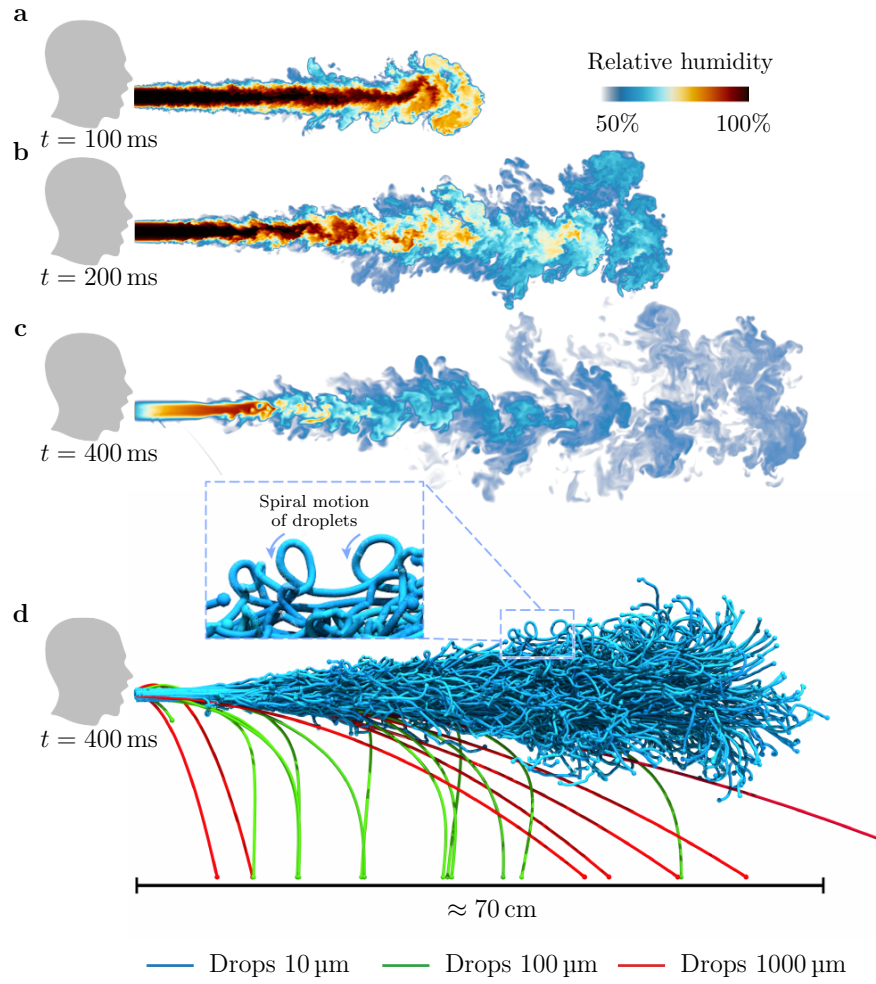 a
Relative humidity
50%
100%
t = 100 ms
b
t = 200 ms
c
t = 400 ms
Spiral motion
of droplets
d
t = 400 ms
≈ 70 cm
Drops 10 µm
Drops 100 µm
Drops 1000 µm